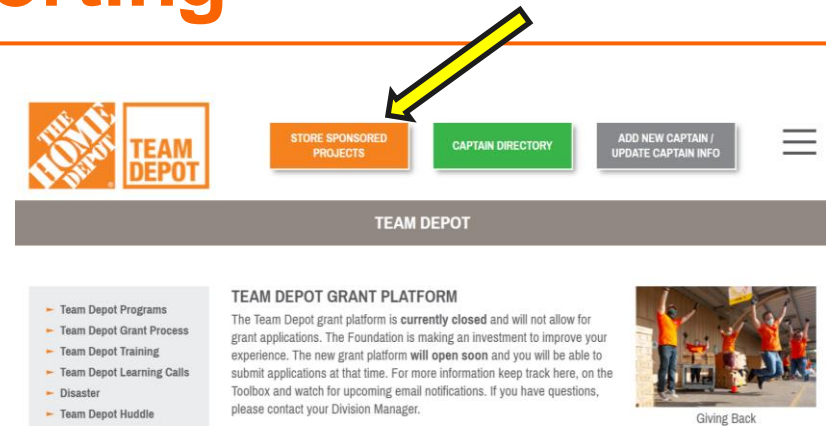 THE
HOME
DEPOT
TEAM
DEPOT
STORE SPONSORED
PROJECTS
CAPTAIN DIRECTORY
ADD NEW CAPTAIN /
UPDATE CAPTAIN INFO
TEAM DEPOT
Team Depot Programs
Team Depot Grant Process
Team Depot Training
Team Depot Learning Calls
Disaster
Team Depot Huddle
TEAM DEPOT GRANT PLATFORM
The Team Depot grant platform is currently closed and will not allow for
grant applications. The Foundation is making an investment to improve your
experience. The new grant platform will open soon and you will be able to
submit applications at that time. For more information keep track here, on the
Toolbox and watch for upcoming email notifications. If you have questions,
please contact your Division Manager.
Giving Back